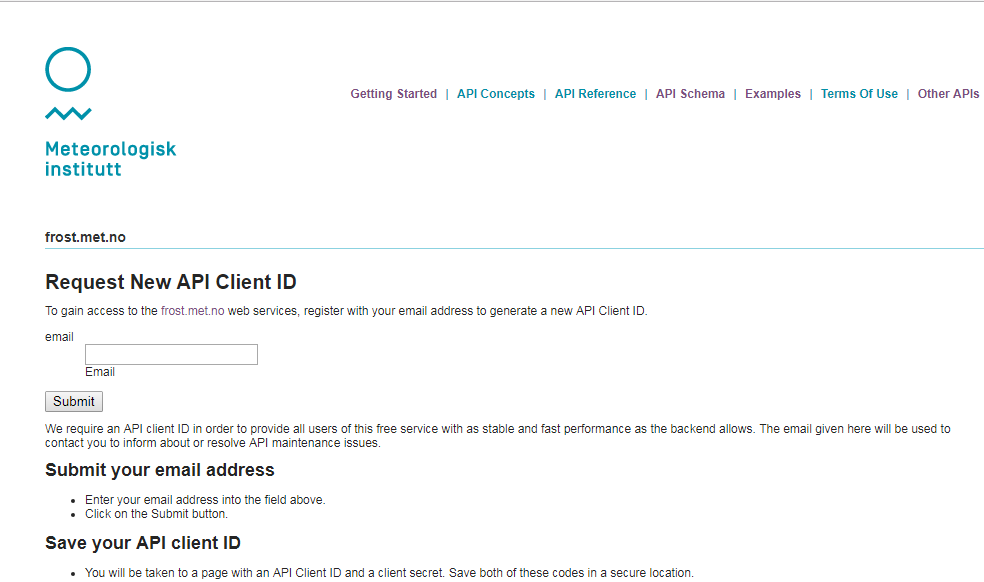 Meteorologisk
institutt
Getting Started | API Concepts | API Reference | API Schema | Examples | Terms Of Use | Other APIs
frost.met.no
Request New API Client ID
To gain access to the frost.met.no web services, register with your email address to generate a new API Client ID.
email
Email
Submit
We require an API client ID in order to provide all users of this free service with as stable and fast performance as the backend allows. The email given here will be used to
contact you to inform about or resolve API maintenance issues.
Submit your email address
• Enter your email address into the field above.
• Click on the Submit button.
Save your API client ID
• You will be taken to a page with an API Client ID and a client secret. Save both of these codes in a secure location.